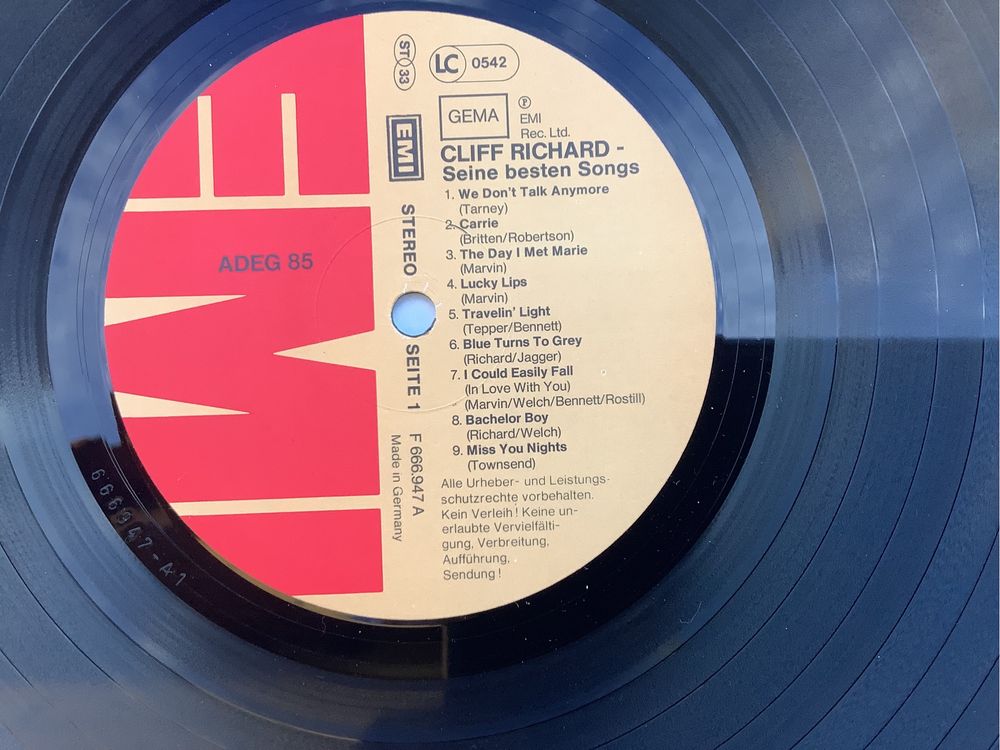 ST 33
LC 0542
GEMA
℗
EMI
Rec. Ltd.
EMI
CLIFF RICHARD -
Seine besten Songs
1. We Don't Talk Anymore
(Tarney)
2. Carrie
(Britten/Robertson)
3. The Day I Met Marie
(Marvin)
4. Lucky Lips
(Marvin)
5. Travelin' Light
(Tepper/Bennett)
6. Blue Turns To Grey
(Richard/Jagger)
7. I Could Easily Fall
(In Love With You)
(Marvin/Welch/Bennett/Rostill)
8. Bachelor Boy
(Richard/Welch)
9. Miss You Nights
(Townsend)
Alle Urheber- und Leistungs-
schutzrechte vorbehalten.
Kein Verleih! Keine un-
erlaubte Vervielfälti-
gung, Verbreitung,
Aufführung,
Sendung!
STEREO
SEITE 1
F 666.947 A
Made in Germany
ADEG 85
EMI
666947-A1